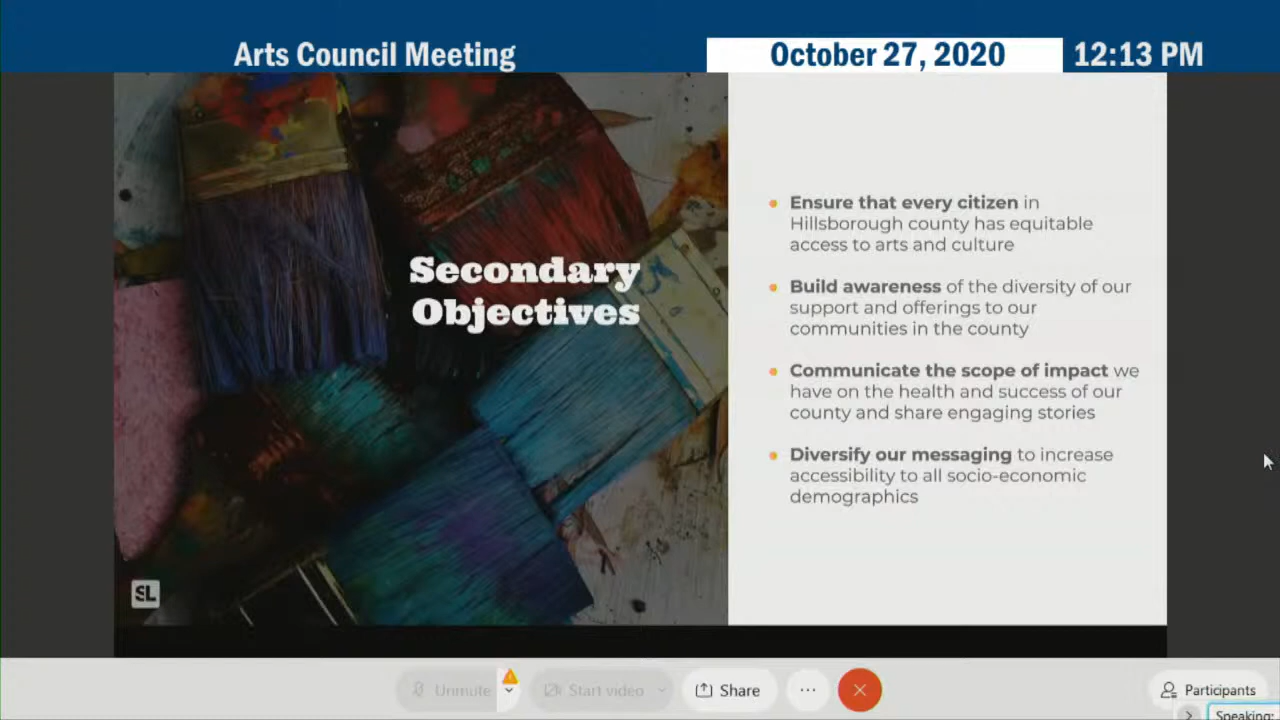 Arts Council Meeting
October 27, 2020
12:13 PM
Secondary
Objectives
Ensure that every citizen in
Hillsborough county has equitable
access to arts and culture
Build awareness of the diversity of our
support and offerings to our
communities in the county
Communicate the scope of impact we
have on the health and success of our
county and share engaging stories
Diversify our messaging to increase
accessibility to all socio-economic
demographics
SL
Unmute
Start video
Share
Participants
Speaking: